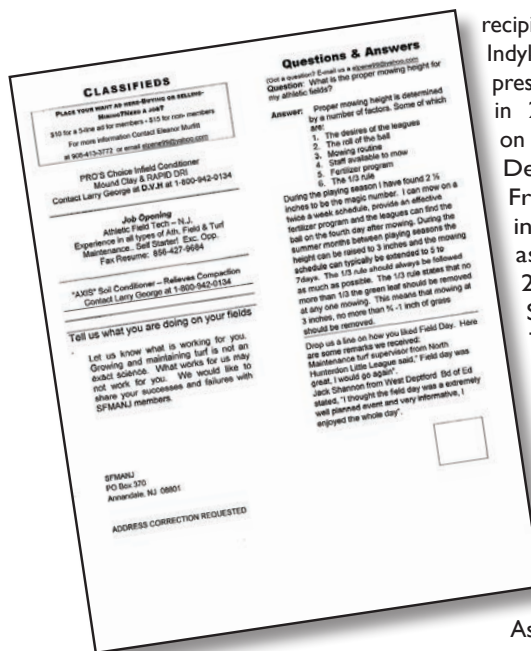 CLASSIFIEDS
PLACE YOUR WANT AD HERE-BUYING OR SELLING-
HIRING?NEED A JOB?
$10 for a 5-line ad for members - $15 for non- members
For more information Contact Eleanor Murfitt
at 908-413-3772 or email
PRO'S Choice Infield Conditioner
Mound Clay & RAPID DRI
Contact Larry George at D.V.H at 1-800-942-0134
Job Opening
Athletic Field Tech – N.J.
Experience in all types of Ath. Field & Turf
Maintenance.. Self Starter! Exc. Opp.
Fax Resume: 856-427-9684
"AXIS" Soil Conditioner – Relieves Compaction
Contact Larry George at 1-800-942-0134
Tell us what you are doing on your fields
Let us know what is working for you.
Growing and maintaining turf is not an
exact science. What works for us may
not work for you. We would like to
share your successes and failures with
SFMANJ members.
SFMANJ
PO Box 370
Annandale, NJ 08801
ADDRESS CORRECTION REQUESTED
Questions & Answers
(Got a question? E-mail us a
Question: What is the proper mowing height for
my athletic fields?
Answer: Proper mowing height is determined
by a number of factors. Some of which
are:
1. The desires of the leagues
2. The roll of the ball
3. Mowing routine
4. Staff available to mow
5. Fertilizer program
6. The 1/3 rule
During the playing season I have found 2 ½
inches to be the magic number. I can mow on a
twice a week schedule, provide an effective
fertilizer program and the leagues can find the
ball on the fourth day after mowing. During the
summer months between playing seasons the
height can be raised to 3 inches and the mowing
schedule can typically be extended to 5 to
7days. The 1/3 rule should always be followed
as much as possible. The 1/3 rule states that no
more than 1/3 the green leaf should be removed
at any one mowing. This means that mowing at
3 inches, no more than ¾ -1 inch of grass
should be removed.
Drop us a line on how you liked Field Day. Here
are some remarks we received:
Maintenance turf supervisor from North
Hunterdon Little League said," Field day was
great, I would go again".
Jack Shannon from West Deptford Bd of Ed
stated, "I thought the field day was a extremely
well planned event and very informative, I
enjoyed the whole day".
recipi
Indyl
pres
in 2
on
De
Fr
in
as
2
S
As